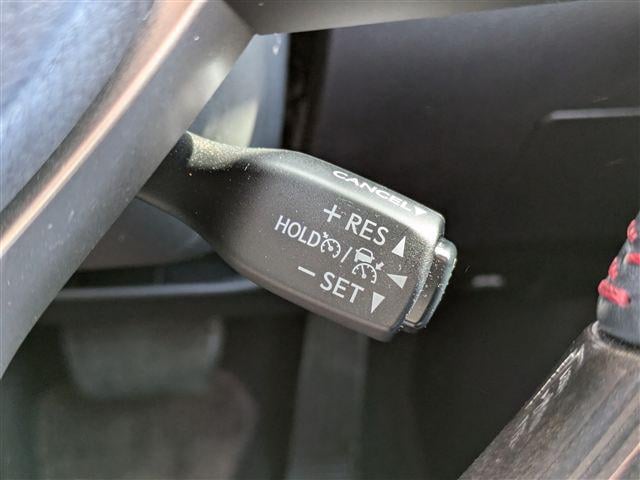 CANCEL▼
+ RES ▲
HOLD /
− SET ▼